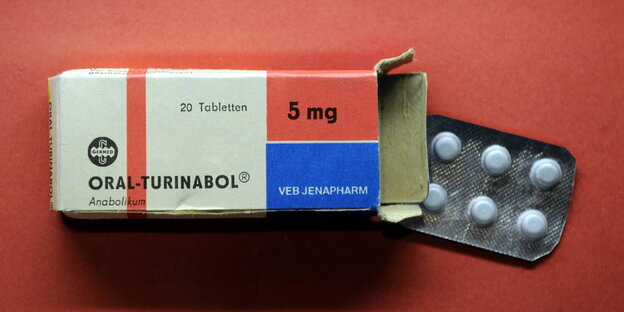 20 Tabletten
5 mg
GERMED
ORAL-TURINABOL®
Anabolikum
VEB JENAPHARM